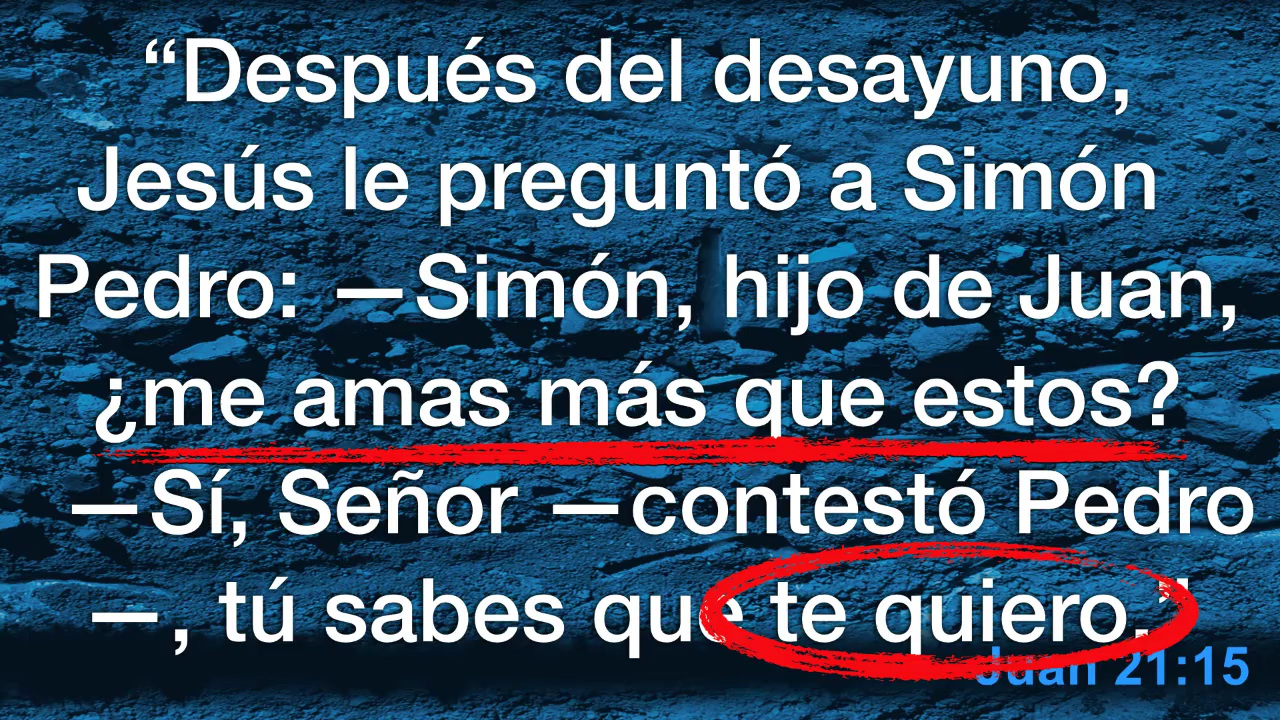 “Después del desayuno,
Jesús le preguntó a Simón
Pedro: —Simón, hijo de Juan,
¿me amas más que estos?
—Sí, Señor —contestó Pedro
—, tú sabes que te quiero.”
Juan 21:15